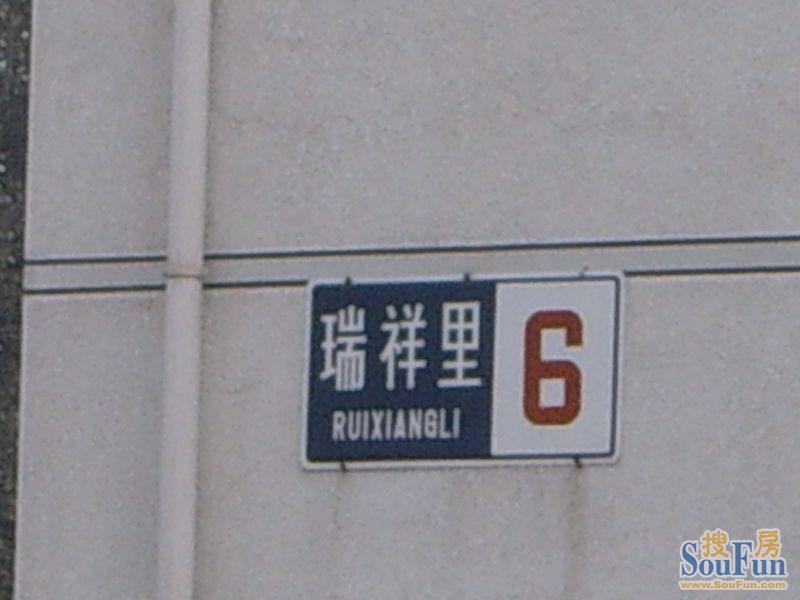 瑞祥里 6
RUIXIANGLI
搜房
SouFun
www.SouFun.com